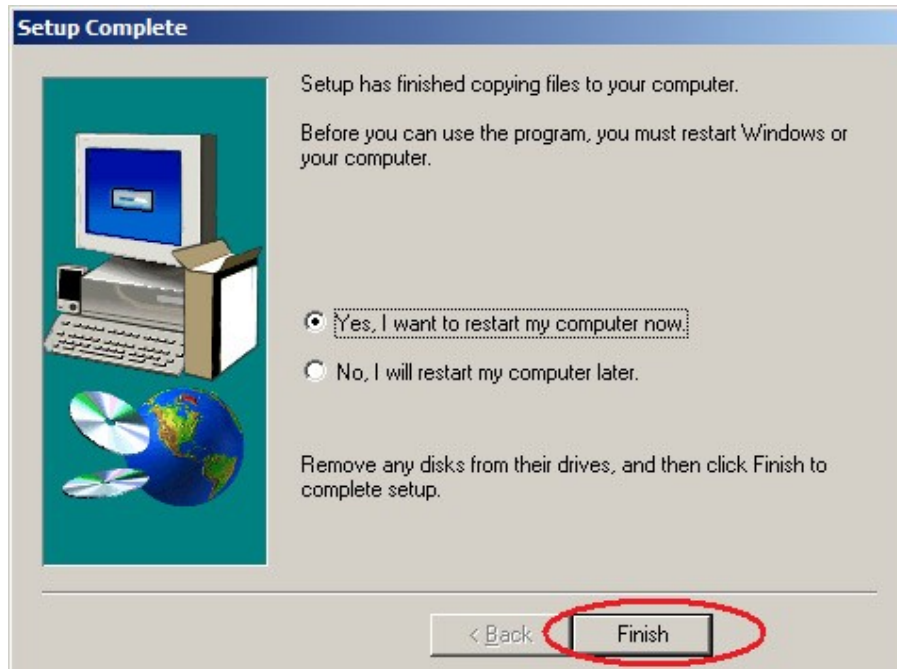 Setup Complete
Setup has finished copying files to your computer.
Before you can use the program, you must restart Windows or
your computer.
Yes, I want to restart my computer now.
No, I will restart my computer later.
Remove any disks from their drives, and then click Finish to
complete setup.
< Back
Finish